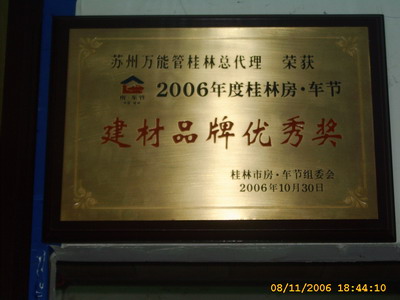 苏州万能管桂林总代理 荣获
2006年度桂林房·车节
建材品牌优秀奖
桂林市房·车节组委会
2006年10月30日
08/11/2006 18:44:10